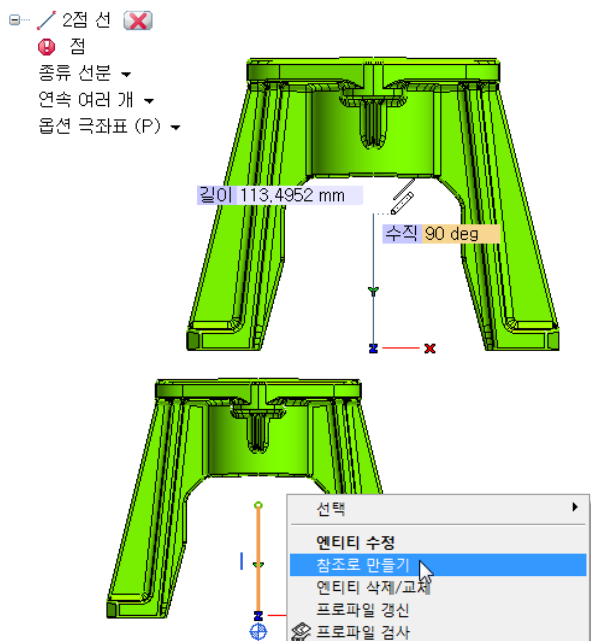 2점 선
점
종류 선분
연속 여러 개
옵션 극좌표 (P)
길이 113,4952 mm
수직 90 deg
Y
Z X
선택
엔티티 수정
참조로 만들기
엔티티 삭제/교체
Z
프로파일 갱신
프로파일 검사